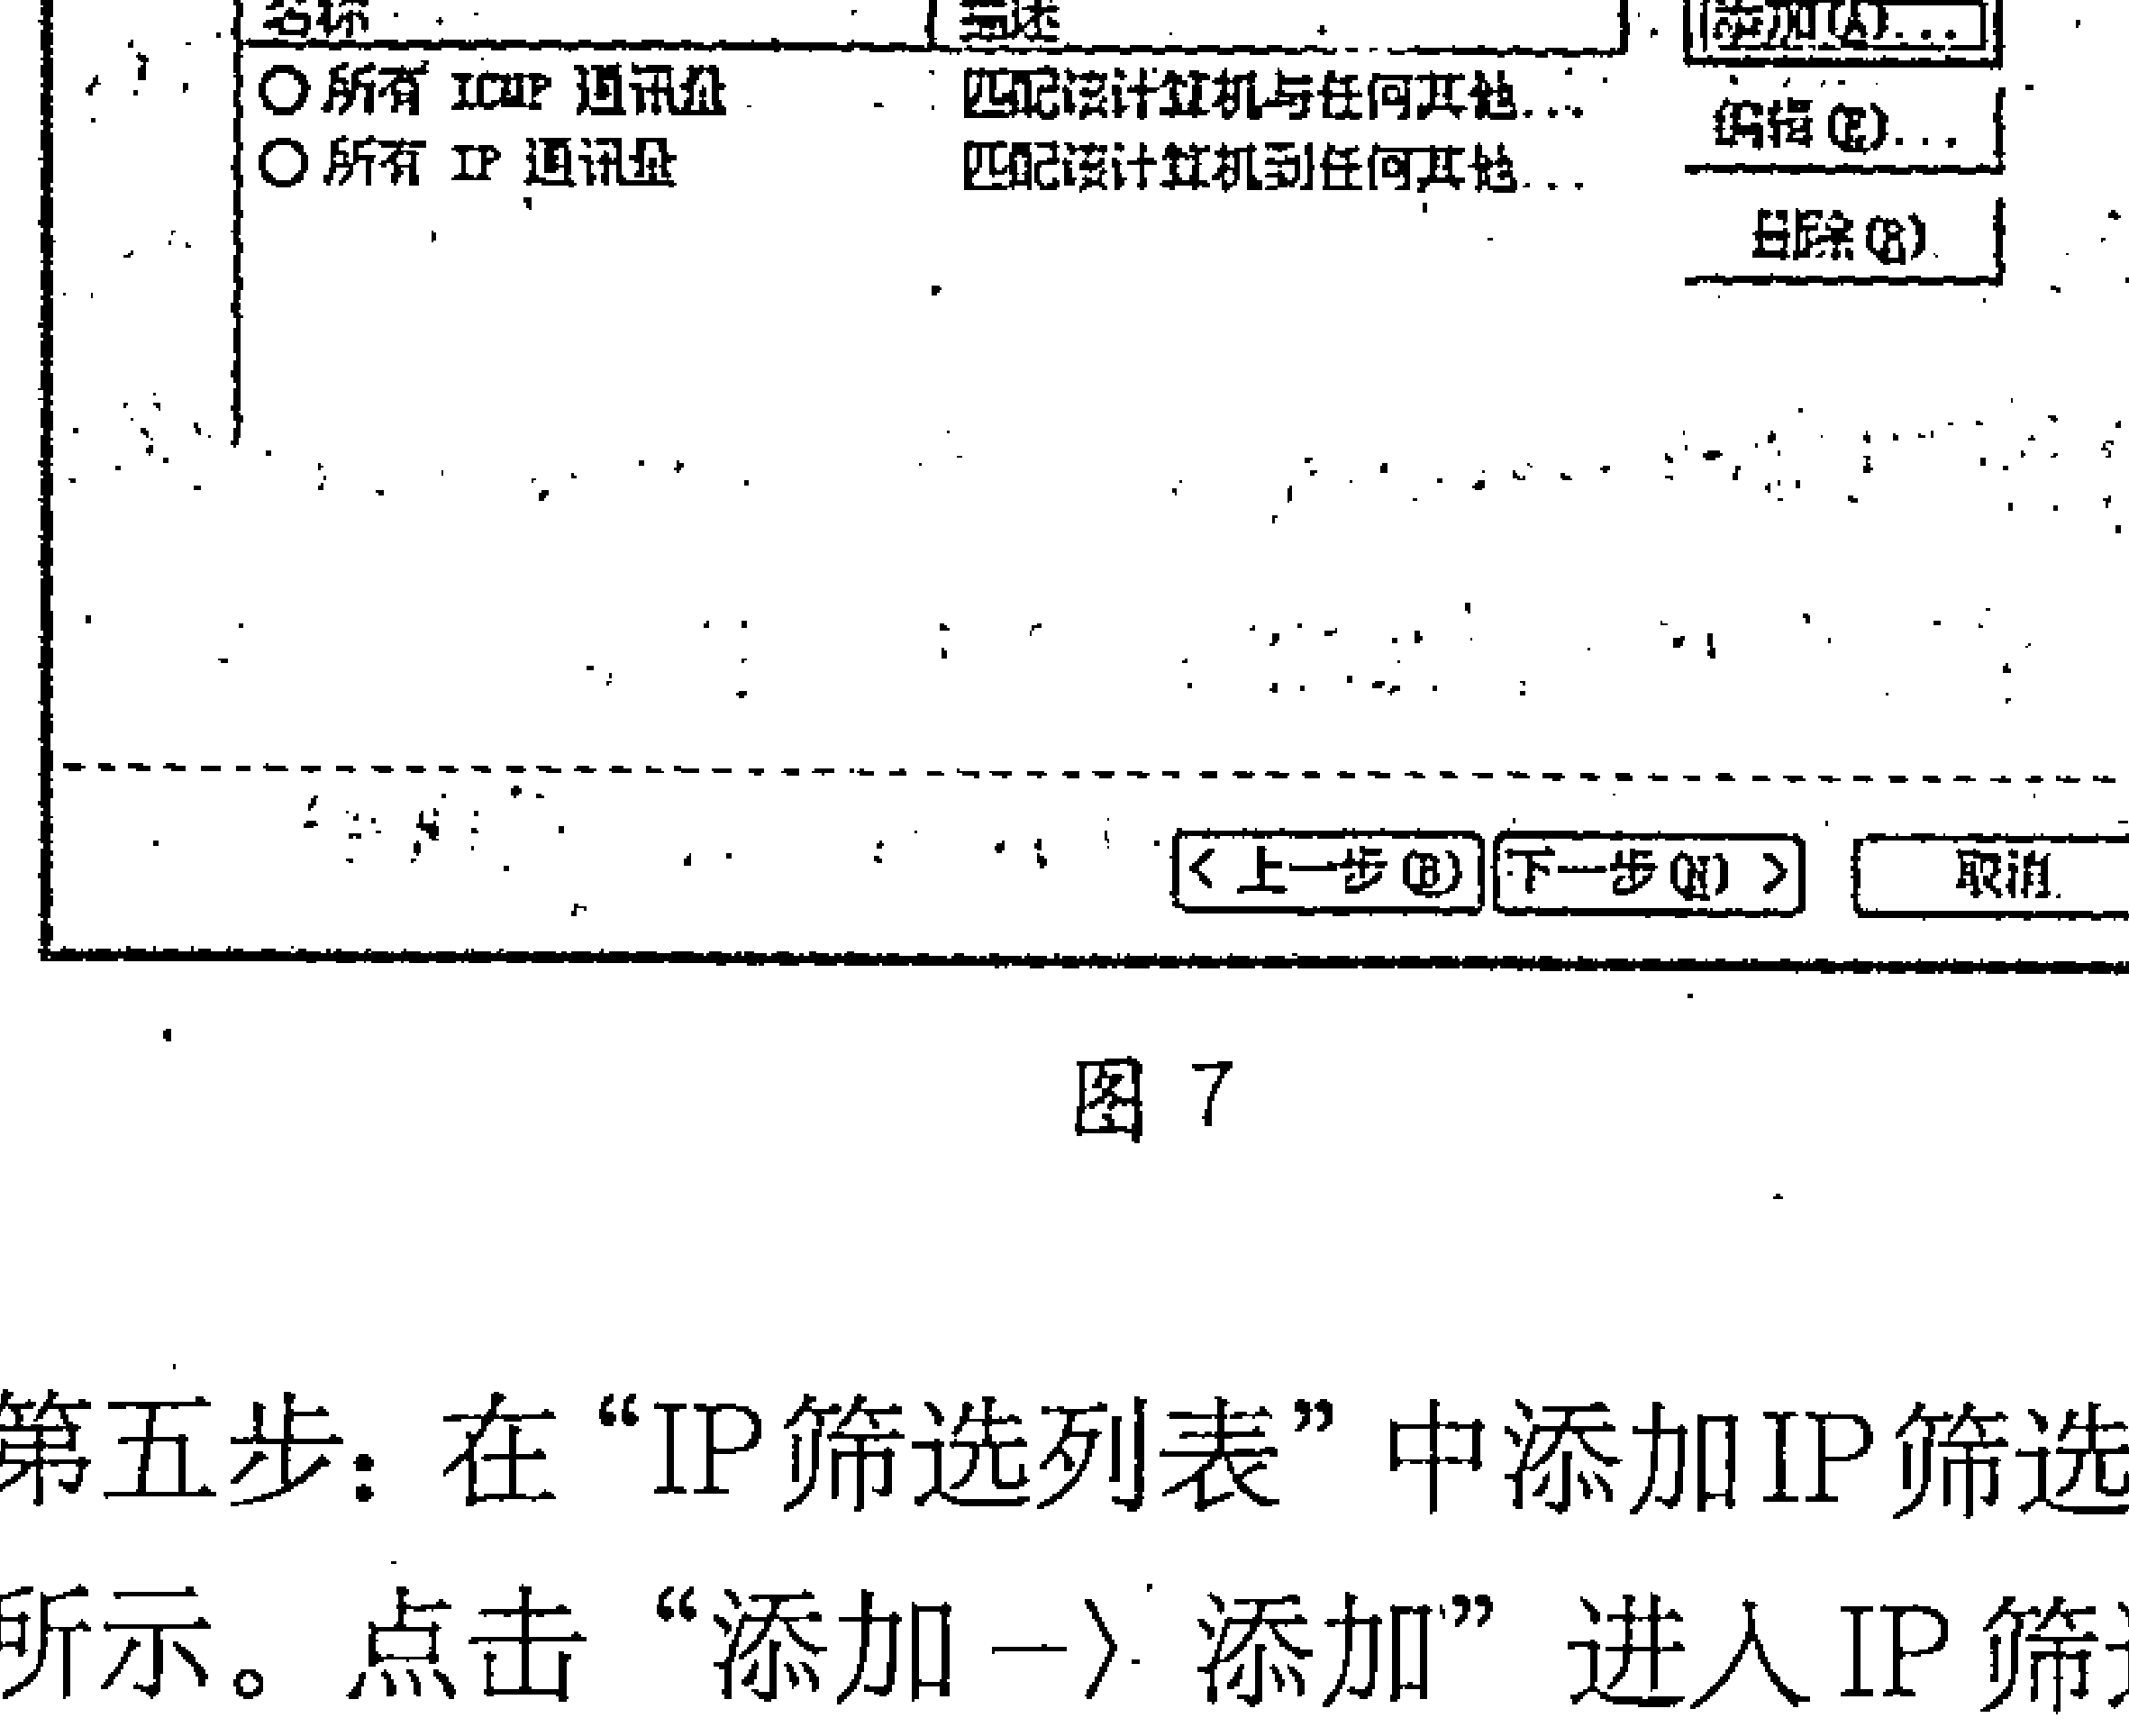 名称 描述 添加(A)...
○所有 ICMP 通讯量 匹配该计算机与任何其他...
编辑(E)...
○所有 IP 通讯量 匹配该计算机到任何其他...
删除(R)
< 上一步(B) 下一步(N) > 取消
图 7
第五步：在“IP筛选列表”中添加IP筛选
所示。点击“添加—〉添加”进入IP筛选